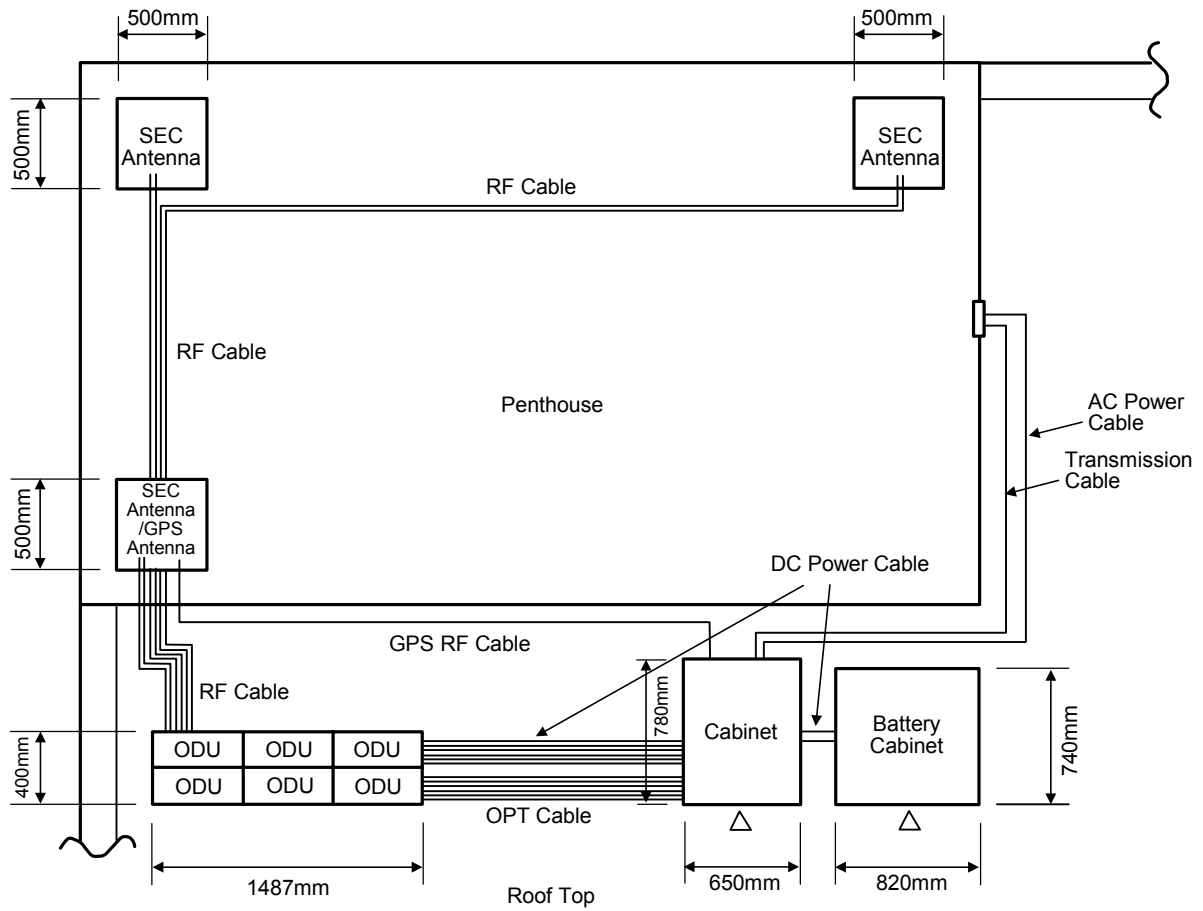 500mm
500mm
500mm
SEC
Antenna
SEC
Antenna
RF Cable
RF Cable
Penthouse
AC Power
Cable
Transmission
Cable
500mm
SEC
Antenna
/GPS
Antenna
DC Power Cable
GPS RF Cable
RF Cable
780mm
Cabinet
Battery
Cabinet
740mm
400mm
ODU
ODU
ODU
ODU
ODU
ODU
OPT Cable
1487mm
650mm
820mm
Roof Top